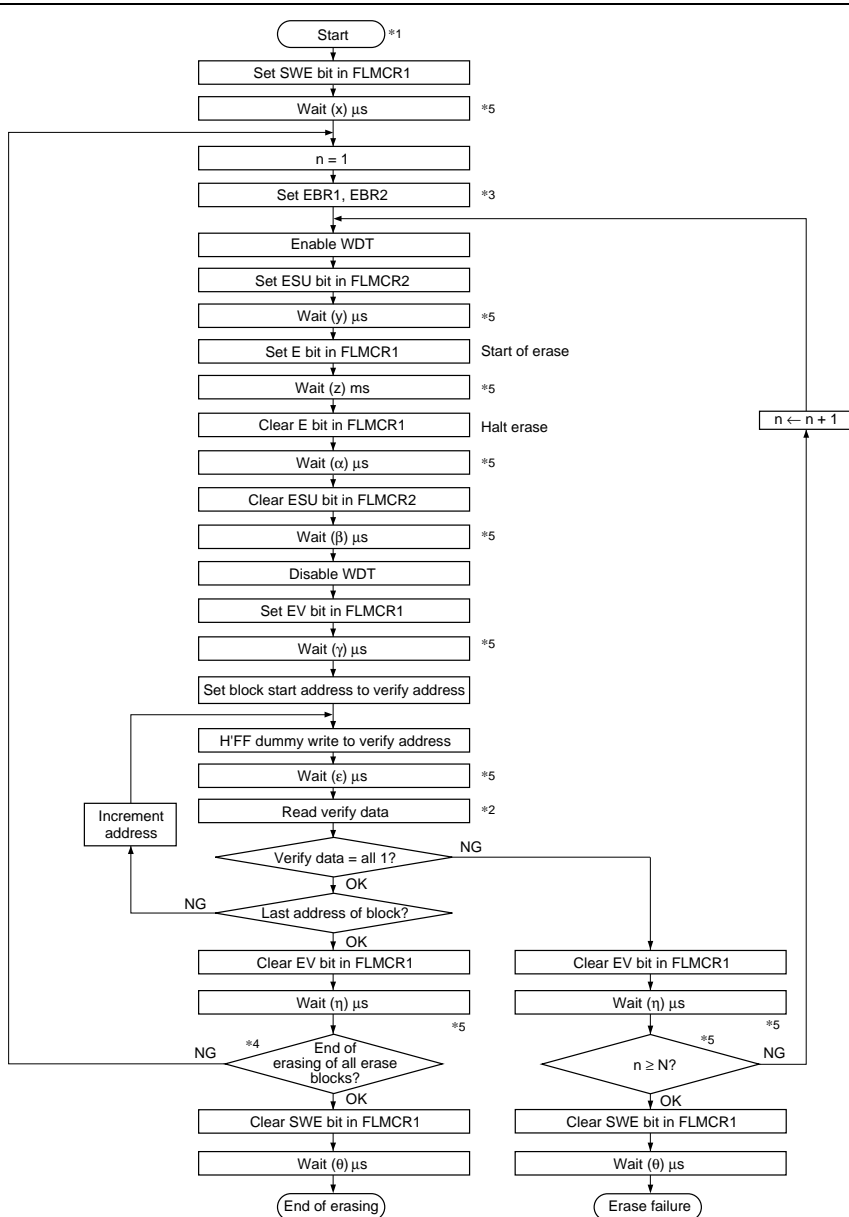 Start *1
Set SWE bit in FLMCR1
Wait (x) μs *5
n = 1
Set EBR1, EBR2 *3
Enable WDT
Set ESU bit in FLMCR2
Wait (y) μs *5
Set E bit in FLMCR1 Start of erase
Wait (z) ms *5
n ← n + 1
Clear E bit in FLMCR1 Halt erase
Wait (α) μs *5
Clear ESU bit in FLMCR2
Wait (β) μs *5
Disable WDT
Set EV bit in FLMCR1
Wait (γ) μs *5
Set block start address to verify address
H'FF dummy write to verify address
Wait (ε) μs *5
Increment
address
Read verify data *2
Verify data = all 1? NG
OK
NG Last address of block?
OK
Clear EV bit in FLMCR1 Clear EV bit in FLMCR1
Wait (η) μs Wait (η) μs
*5 *5
NG *4 End of
erasing of all erase
blocks?
*5
n ≥ N? NG
OK OK
Clear SWE bit in FLMCR1 Clear SWE bit in FLMCR1
Wait (θ) μs Wait (θ) μs
End of erasing Erase failure